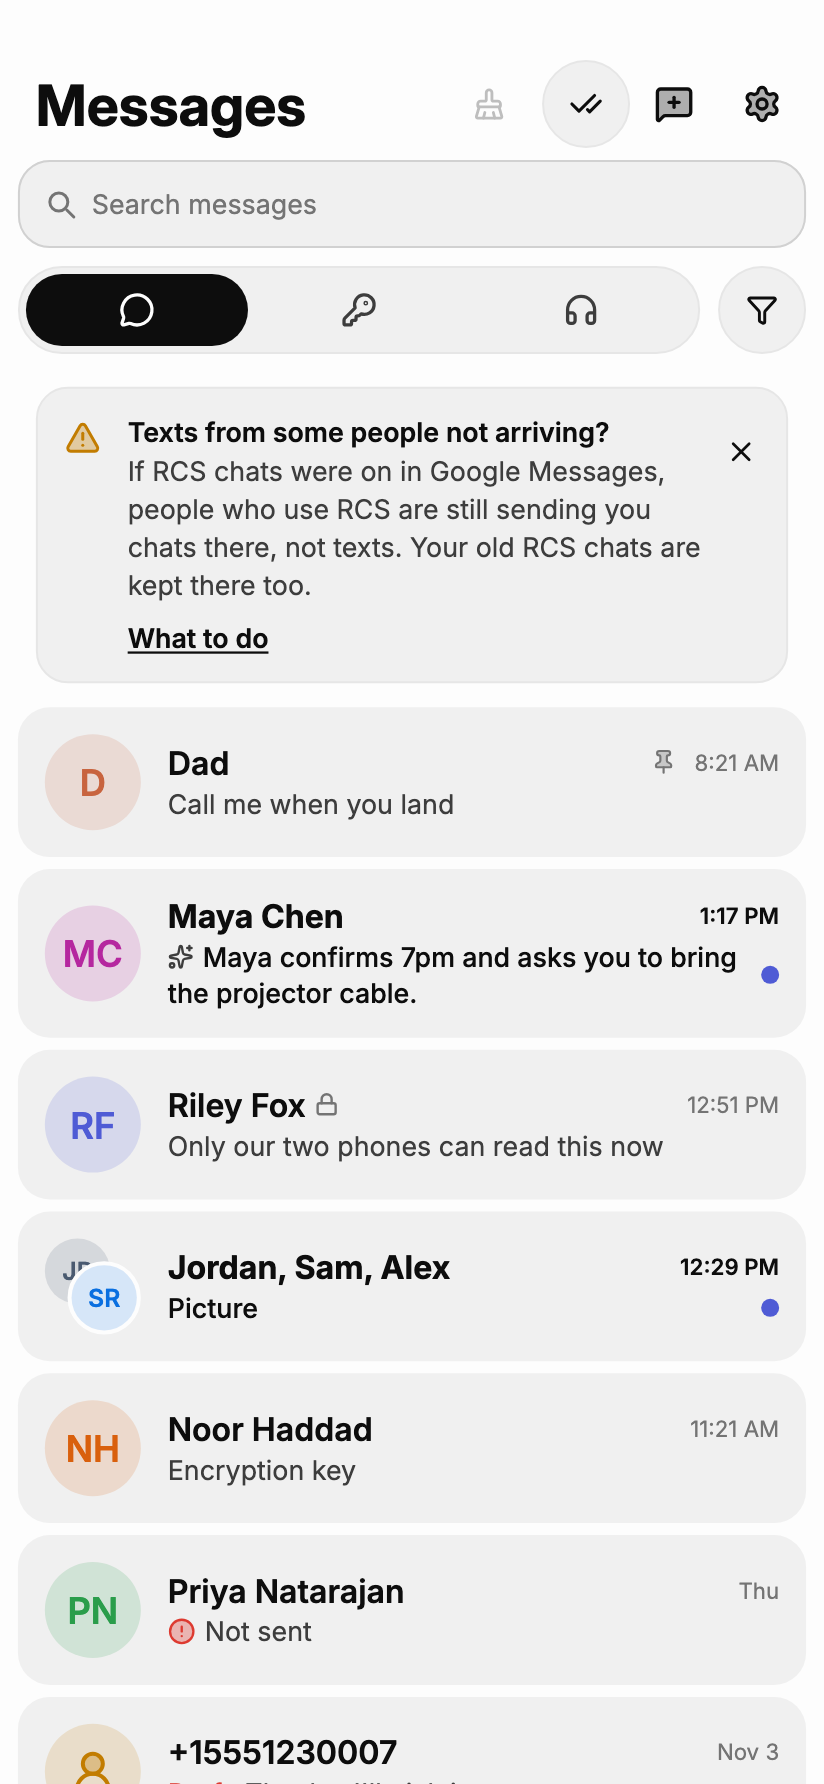 Messages
Search messages
Texts from some people not arriving?
If RCS chats were on in Google Messages,
people who use RCS are still sending you
chats there, not texts. Your old RCS chats are
kept there too.
What to do
D
Dad
8:21 AM
Call me when you land
MC
Maya Chen
1:17 PM
Maya confirms 7pm and asks you to bring
the projector cable.
RF
Riley Fox
12:51 PM
Only our two phones can read this now
SR
Jordan, Sam, Alex
12:29 PM
Picture
NH
Noor Haddad
11:21 AM
Encryption key
PN
Priya Natarajan
Thu
Not sent
+15551230007
Nov 3